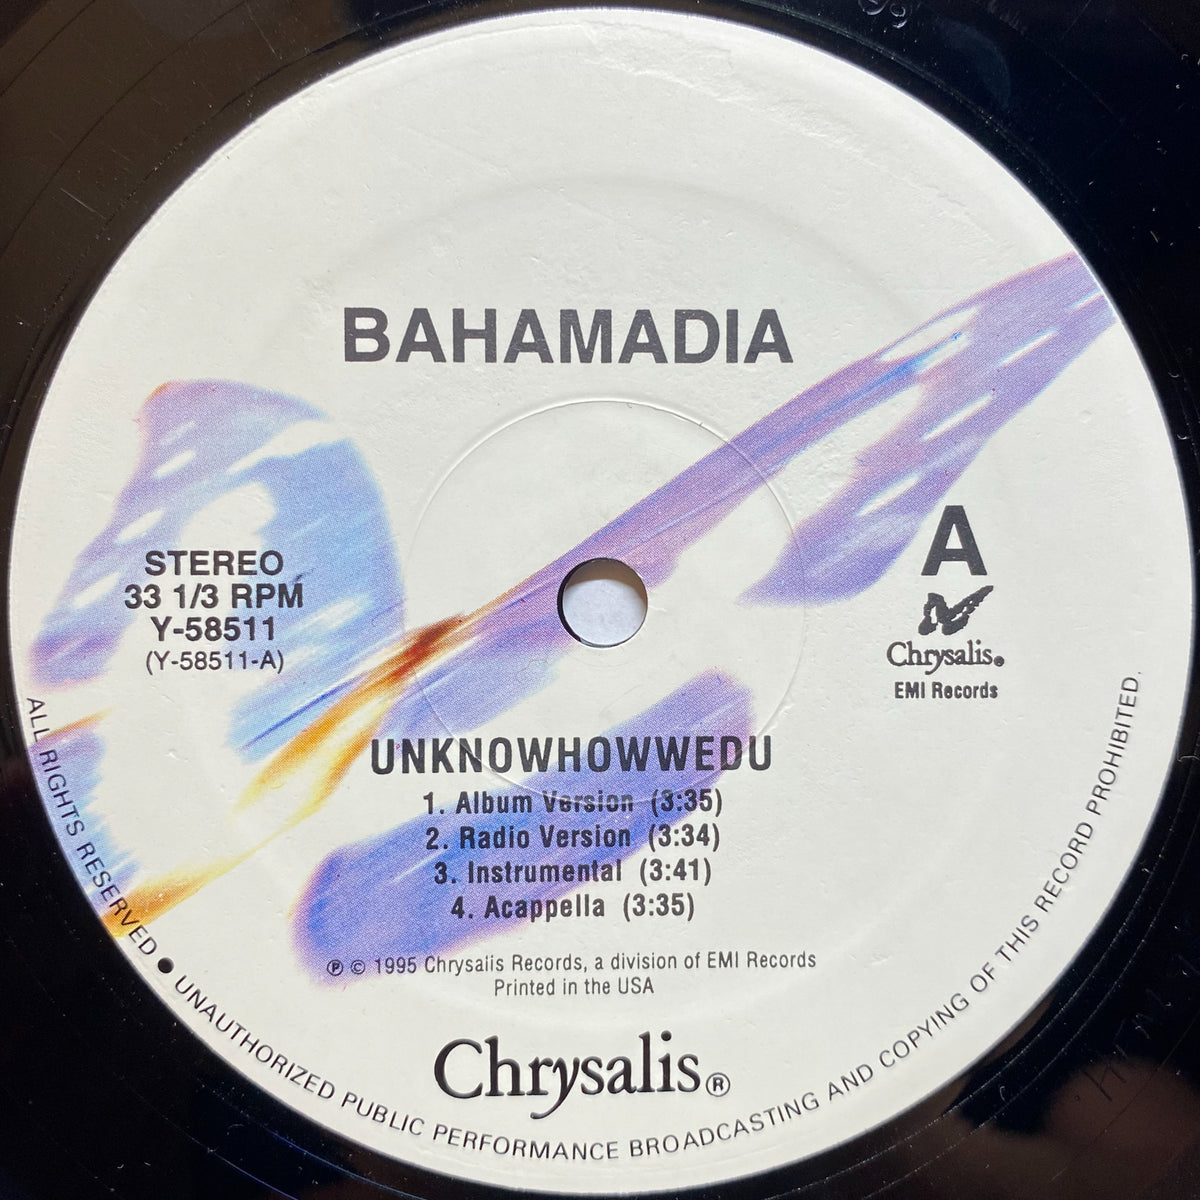 BAHAMADIA
STEREO
33 1/3 RPM
Y-58511
(Y-58511-A)
A
Chrysalis®
EMI Records
UNKNOWHOWWEDU
1. Album Version (3:35)
2. Radio Version (3:34)
3. Instrumental (3:41)
4. Acappella (3:35)
℗ © 1995 Chrysalis Records, a division of EMI Records
Printed in the USA
Chrysalis®
ALL RIGHTS RESERVED ● UNAUTHORIZED PUBLIC PERFORMANCE BROADCASTING AND COPYING OF THIS RECORD PROHIBITED.